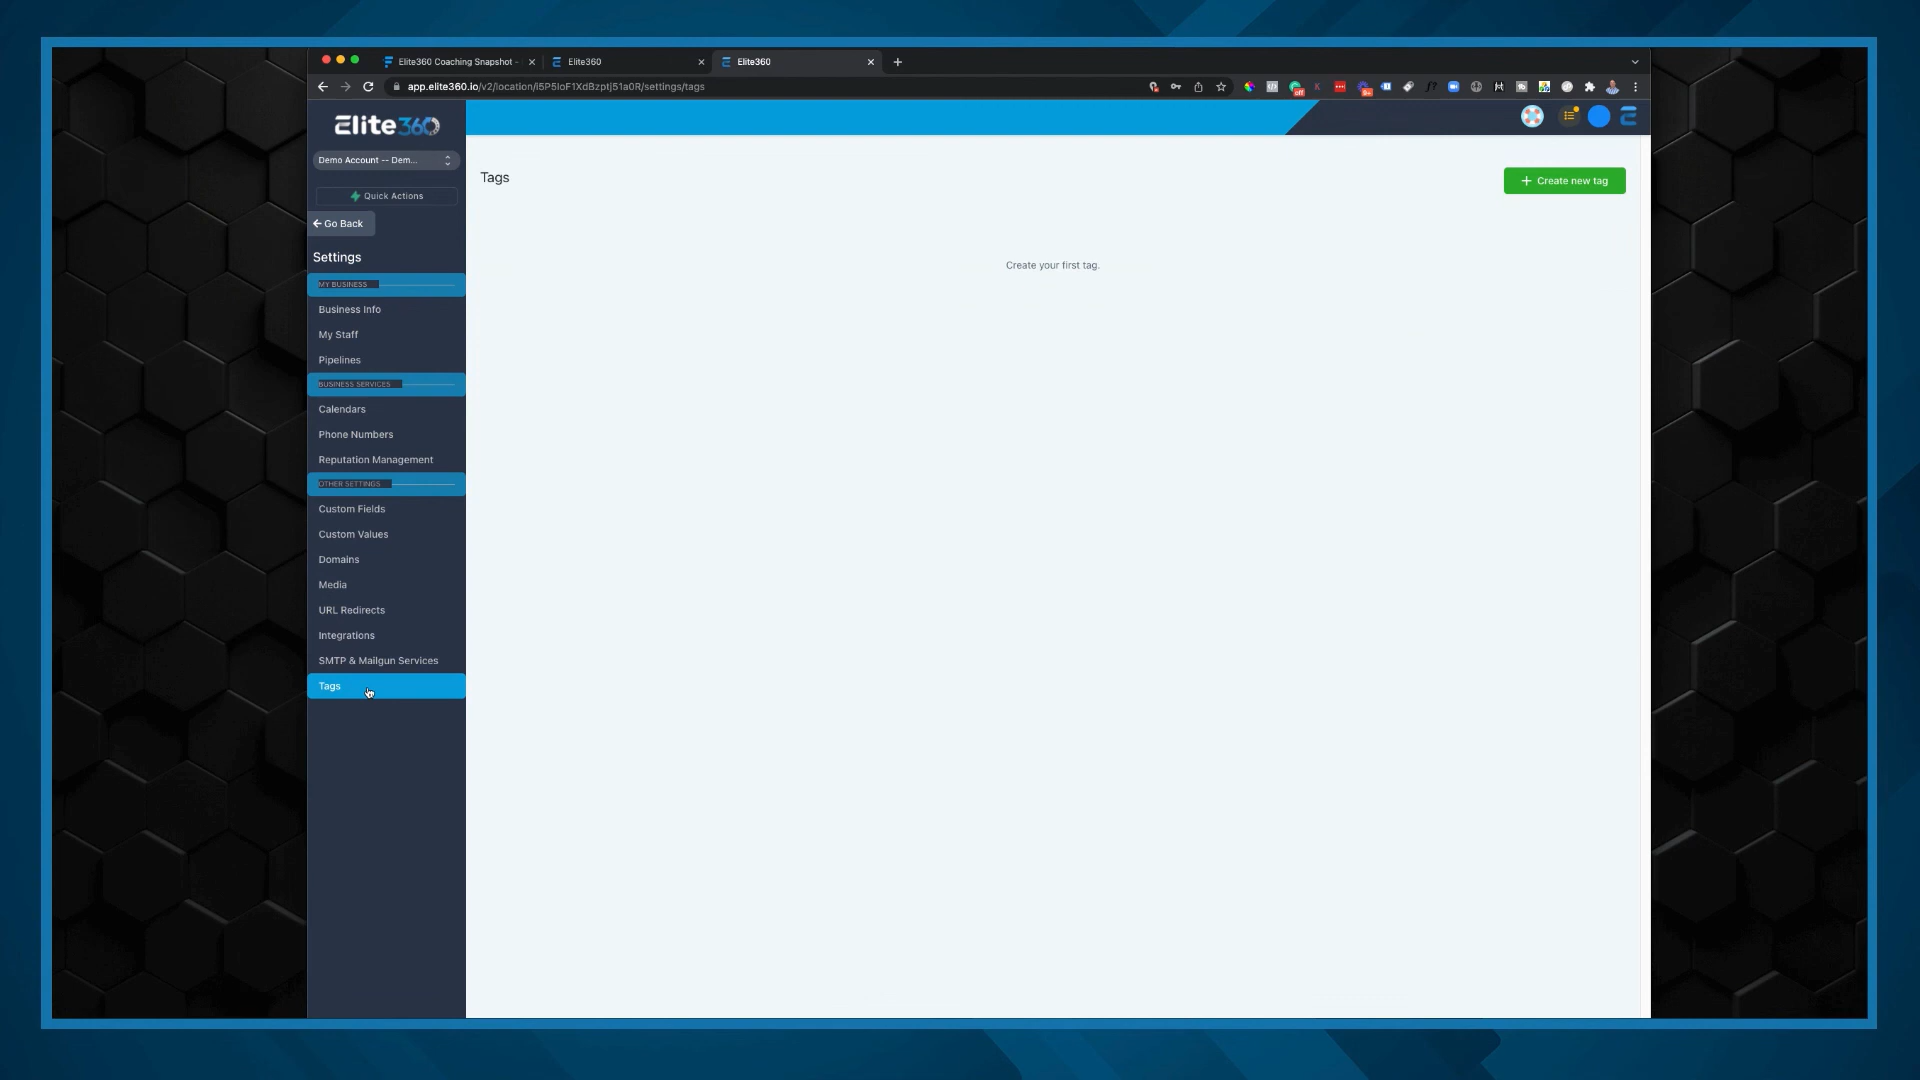 Elite360 Coaching Snapshot -
Elite360
Elite360
app.elite360.io/v2/location/i5P5IoF1XdBzptj51a0R/settings/tags
Elite360
Demo Account -- Dem...
Quick Actions
Go Back
Settings
MY BUSINESS
Business Info
My Staff
Pipelines
BUSINESS SERVICES
Calendars
Phone Numbers
Reputation Management
OTHER SETTINGS
Custom Fields
Custom Values
Domains
Media
URL Redirects
Integrations
SMTP & Mailgun Services
Tags
Tags
Create new tag
Create your first tag.